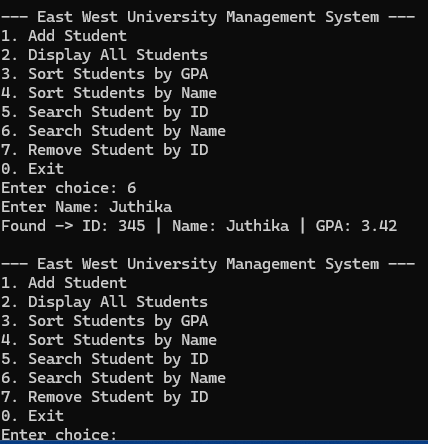 --- East West University Management System ---
1. Add Student
2. Display All Students
3. Sort Students by GPA
4. Sort Students by Name
5. Search Student by ID
6. Search Student by Name
7. Remove Student by ID
0. Exit
Enter choice: 6
Enter Name: Juthika
Found -> ID: 345 | Name: Juthika | GPA: 3.42
--- East West University Management System ---
1. Add Student
2. Display All Students
3. Sort Students by GPA
4. Sort Students by Name
5. Search Student by ID
6. Search Student by Name
7. Remove Student by ID
0. Exit
Enter choice: